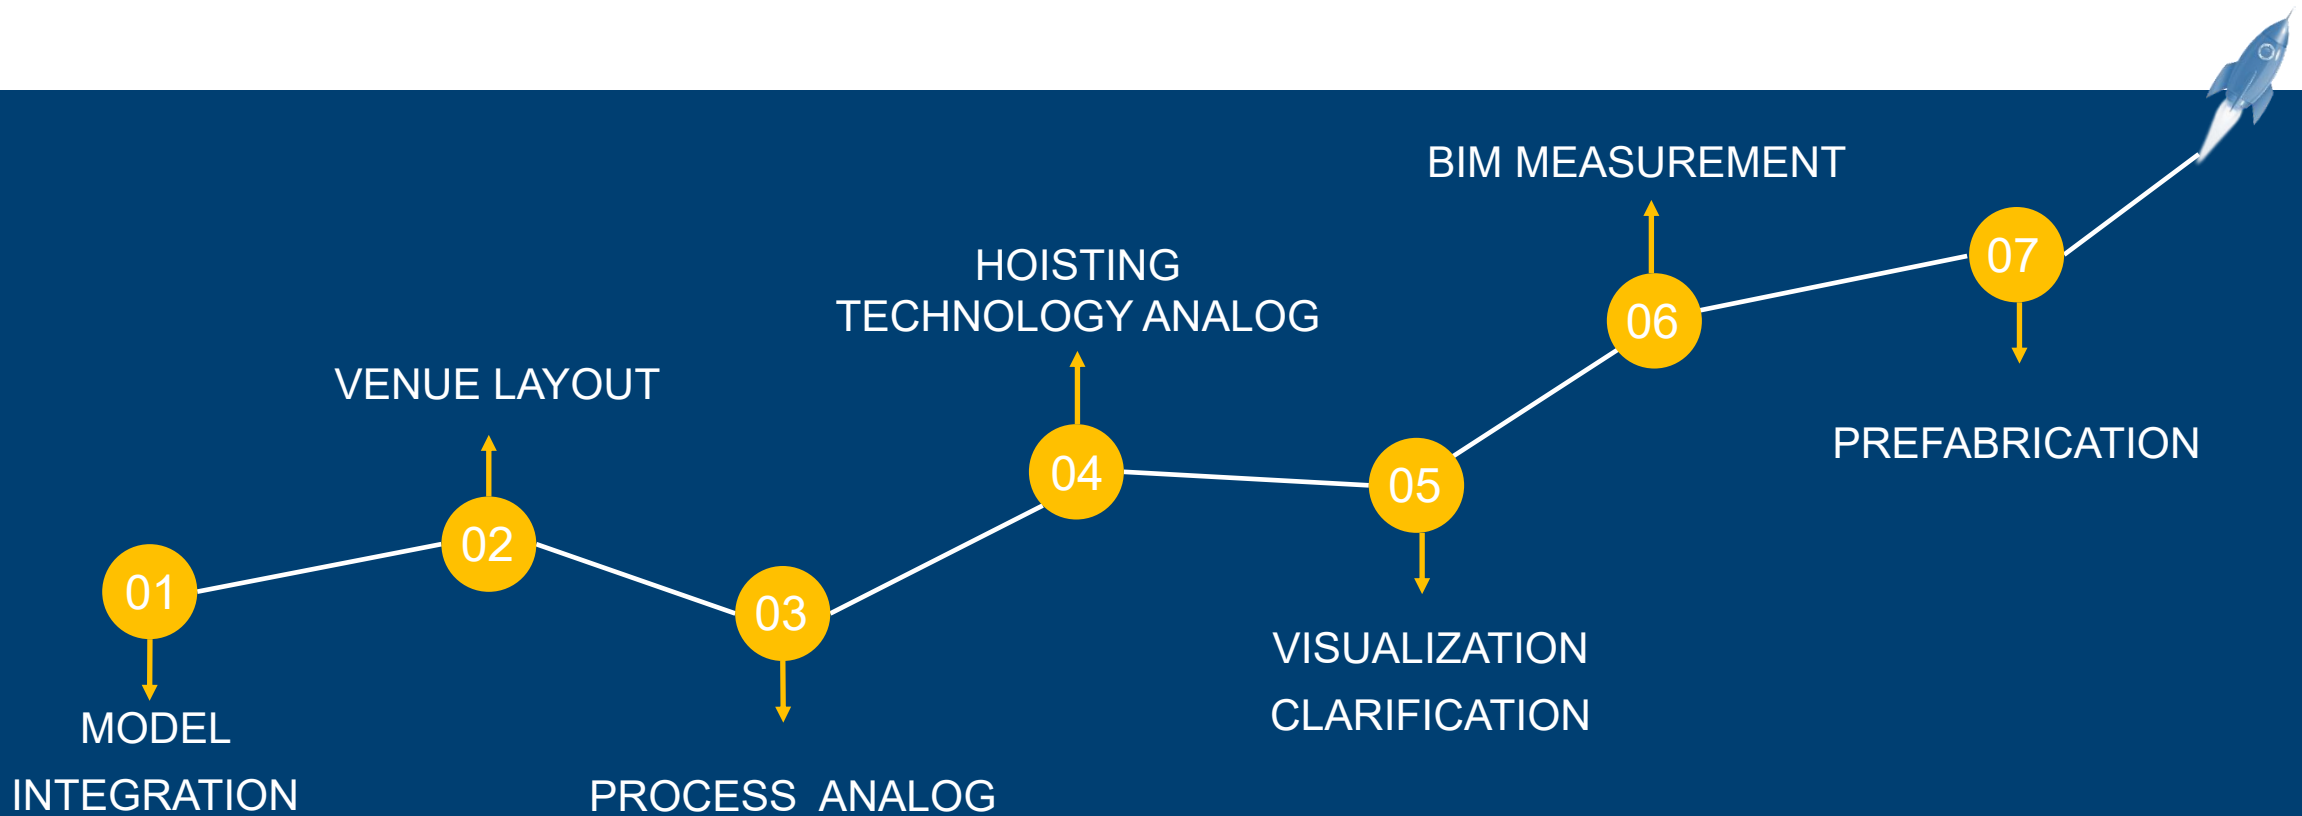 01
MODEL
INTEGRATION
02
VENUE LAYOUT
03
PROCESS ANALOG
04
HOISTING
TECHNOLOGY ANALOG
05
VISUALIZATION
CLARIFICATION
06
BIM MEASUREMENT
07
PREFABRICATION